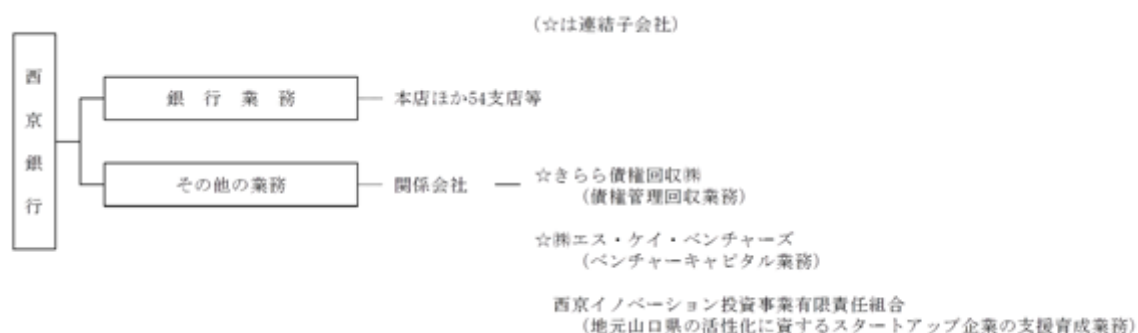 (☆は連結子会社)
西京銀行
銀行業務
本店ほか54支店等
その他の業務
関係会社
☆きらら債権回収㈱
(債権管理回収業務)
☆㈱エス・ケイ・ベンチャーズ
(ベンチャーキャピタル業務)
西京イノベーション投資事業有限責任組合
(地元山口県の活性化に資するスタートアップ企業の支援育成業務)